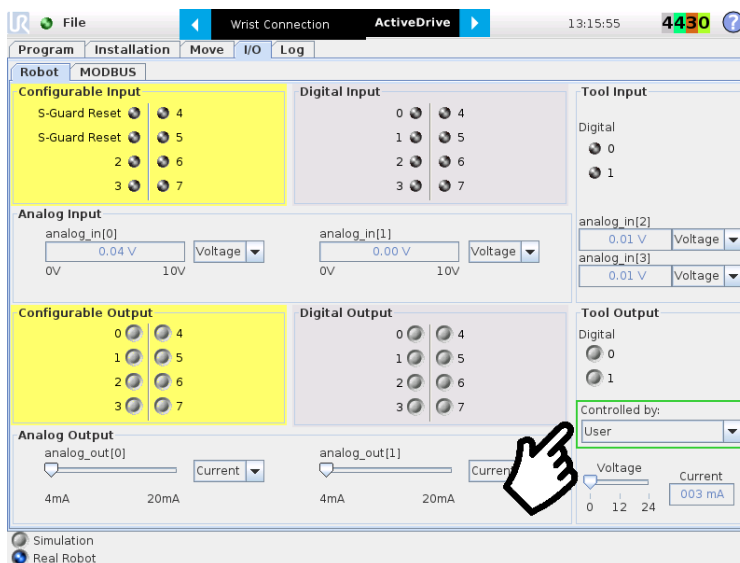 UR File Wrist Connection ActiveDrive 13:15:55 4430 ?
Program Installation Move I/O Log
Robot MODBUS
Configurable Input
S-Guard Reset 4
S-Guard Reset 5
2 6
3 7
Digital Input
0 4
1 5
2 6
3 7
Tool Input
Digital
0
1
Analog Input
analog_in[0]
0.04 V Voltage
0V 10V
analog_in[1]
0.00 V Voltage
0V 10V
analog_in[2]
0.01 V Voltage
analog_in[3]
0.01 V Voltage
Configurable Output
0 4
1 5
2 6
3 7
Digital Output
0 4
1 5
2 6
3 7
Tool Output
Digital
0
1
Controlled by:
User
Analog Output
analog_out[0]
Current
4mA 20mA
analog_out[1]
4mA 20mA
Voltage
0 12 24
Current
003 mA
Simulation
Real Robot